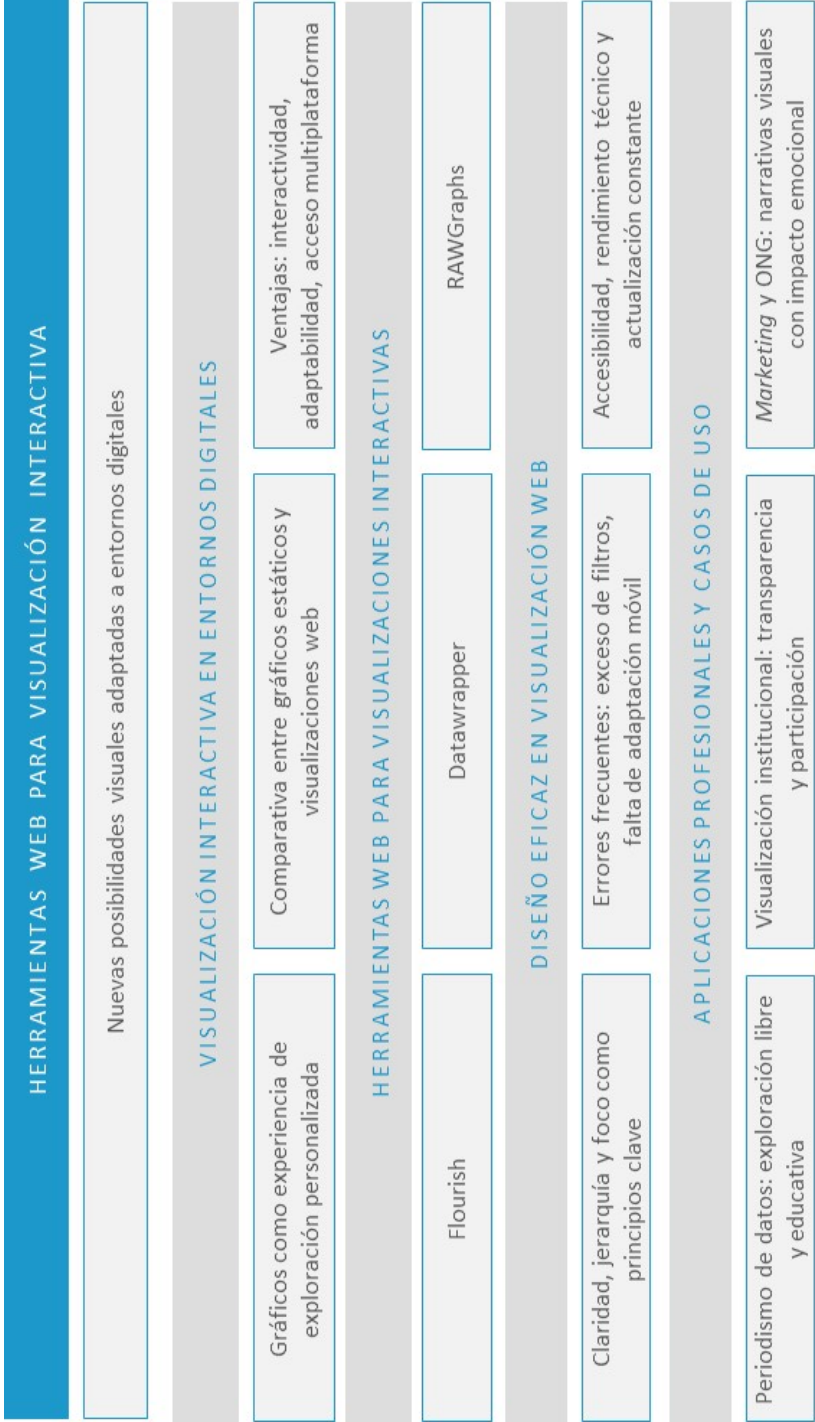 HERRAMIENTAS WEB PARA VISUALIZACIÓN INTERACTIVA
Nuevas posibilidades visuales adaptadas a entornos digitales
VISUALIZACIÓN INTERACTIVA EN ENTORNOS DIGITALES
Gráficos como experiencia de
exploración personalizada
Comparativa entre gráficos estáticos y
visualizaciones web
Ventajas: interactividad,
adaptabilidad, acceso multiplataforma
HERRAMIENTAS WEB PARA VISUALIZACIONES INTERACTIVAS
Flourish
Datawrapper
RAWGraphs
DISEÑO EFICAZ EN VISUALIZACIÓN WEB
Claridad, jerarquía y foco como
principios clave
Errores frecuentes: exceso de filtros,
falta de adaptación móvil
Accesibilidad, rendimiento técnico y
actualización constante
APLICACIONES PROFESIONALES Y CASOS DE USO
Periodismo de datos: exploración libre
y educativa
Visualización institucional: transparencia
y participación
Marketing y ONG: narrativas visuales
con impacto emocional